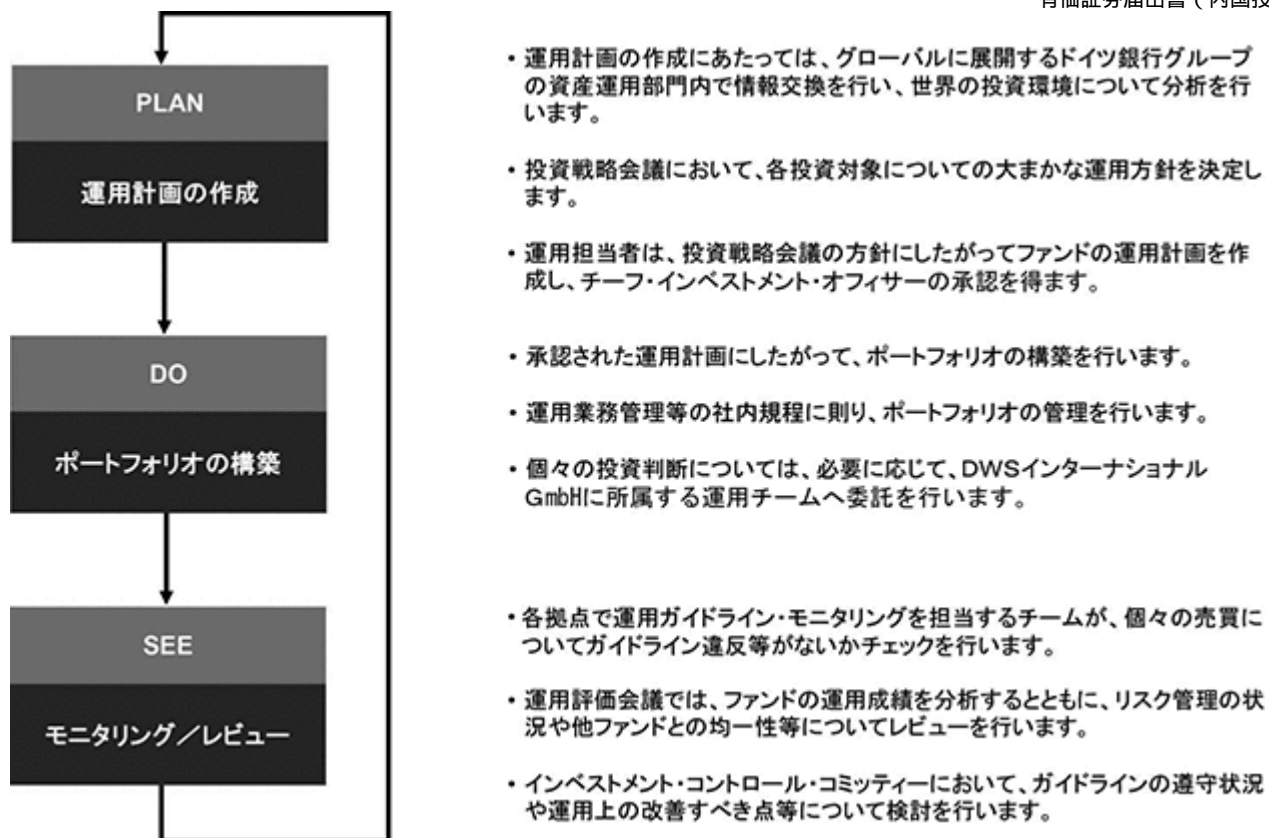 有価証券届出書（内国投
PLAN
運用計画の作成
・運用計画の作成にあたっては、グローバルに展開するドイツ銀行グループ
の資産運用部門内で情報交換を行い、世界の投資環境について分析を行
います。
・投資戦略会議において、各投資対象についての大まかな運用方針を決定し
ます。
・運用担当者は、投資戦略会議の方針にしたがってファンドの運用計画を作
成し、チーフ・インベストメント・オフィサーの承認を得ます。
DO
ポートフォリオの構築
・承認された運用計画にしたがって、ポートフォリオの構築を行います。
・運用業務管理等の社内規程に則り、ポートフォリオの管理を行います。
・個々の投資判断については、必要に応じて、DWSインターナショナル
GmbHに所属する運用チームへ委託を行います。
SEE
モニタリング／レビュー
・各拠点で運用ガイドライン・モニタリングを担当するチームが、個々の売買に
ついてガイドライン違反等がないかチェックを行います。
・運用評価会議では、ファンドの運用成績を分析するとともに、リスク管理の状
況や他ファンドとの均一性等についてレビューを行います。
・インベストメント・コントロール・コミッティーにおいて、ガイドラインの遵守状況
や運用上の改善すべき点等について検討を行います。